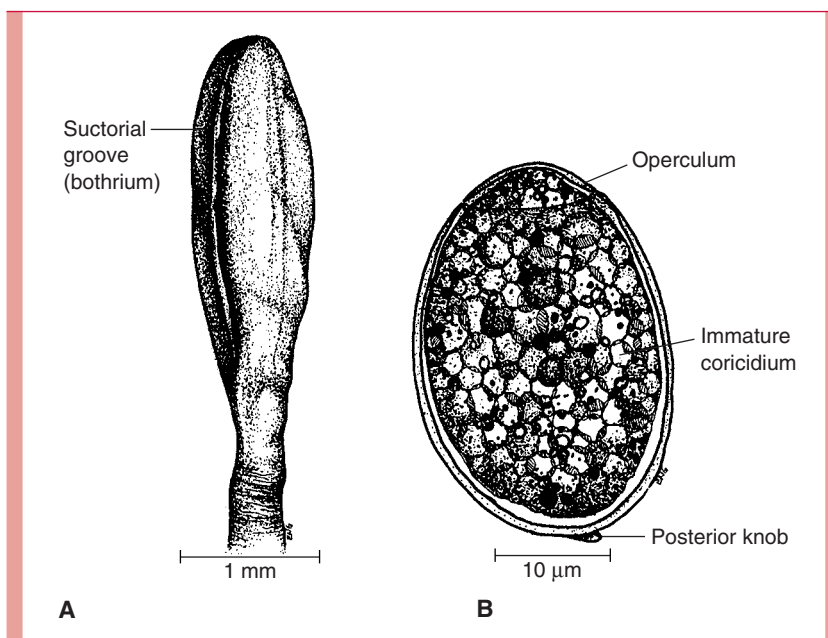 Suctorial
groove
(bothrium)
1 mm
A
Operculum
Immature
coricidium
Posterior knob
10 μm
B